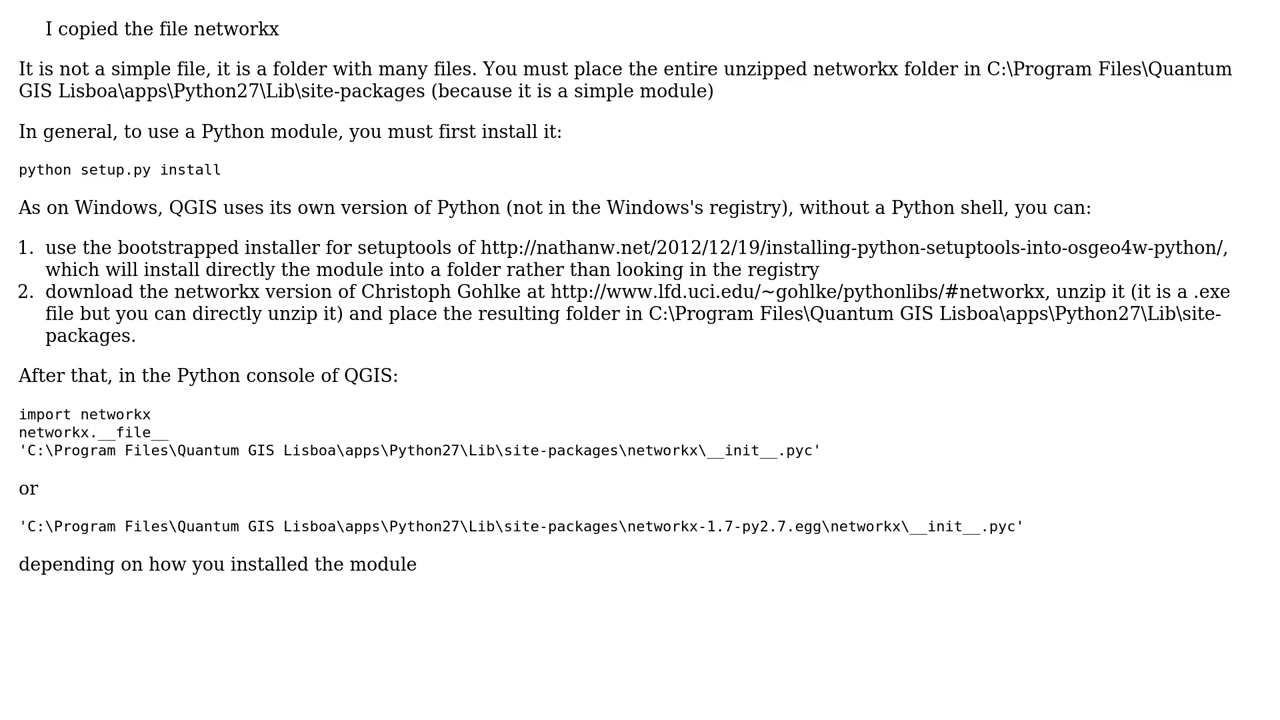 I copied the file networkx
It is not a simple file, it is a folder with many files. You must place the entire unzipped networkx folder in C:\Program Files\Quantum
GIS Lisboa\apps\Python27\Lib\site-packages (because it is a simple module)
In general, to use a Python module, you must first install it:
python setup.py install
As on Windows, QGIS uses its own version of Python (not in the Windows's registry), without a Python shell, you can:
1. use the bootstrapped installer for setuptools of http://nathanw.net/2012/12/19/installing-python-setuptools-into-osgeo4w-python/,
which will install directly the module into a folder rather than looking in the registry
2. download the networkx version of Christoph Gohlke at http://www.lfd.uci.edu/~gohlke/pythonlibs/#networkx, unzip it (it is a .exe
file but you can directly unzip it) and place the resulting folder in C:\Program Files\Quantum GIS Lisboa\apps\Python27\Lib\site-
packages.
After that, in the Python console of QGIS:
import networkx
networkx.__file__
'C:\Program Files\Quantum GIS Lisboa\apps\Python27\Lib\site-packages\networkx\__init__.pyc'
or
'C:\Program Files\Quantum GIS Lisboa\apps\Python27\Lib\site-packages\networkx-1.7-py2.7.egg\networkx\__init__.pyc'
depending on how you installed the module